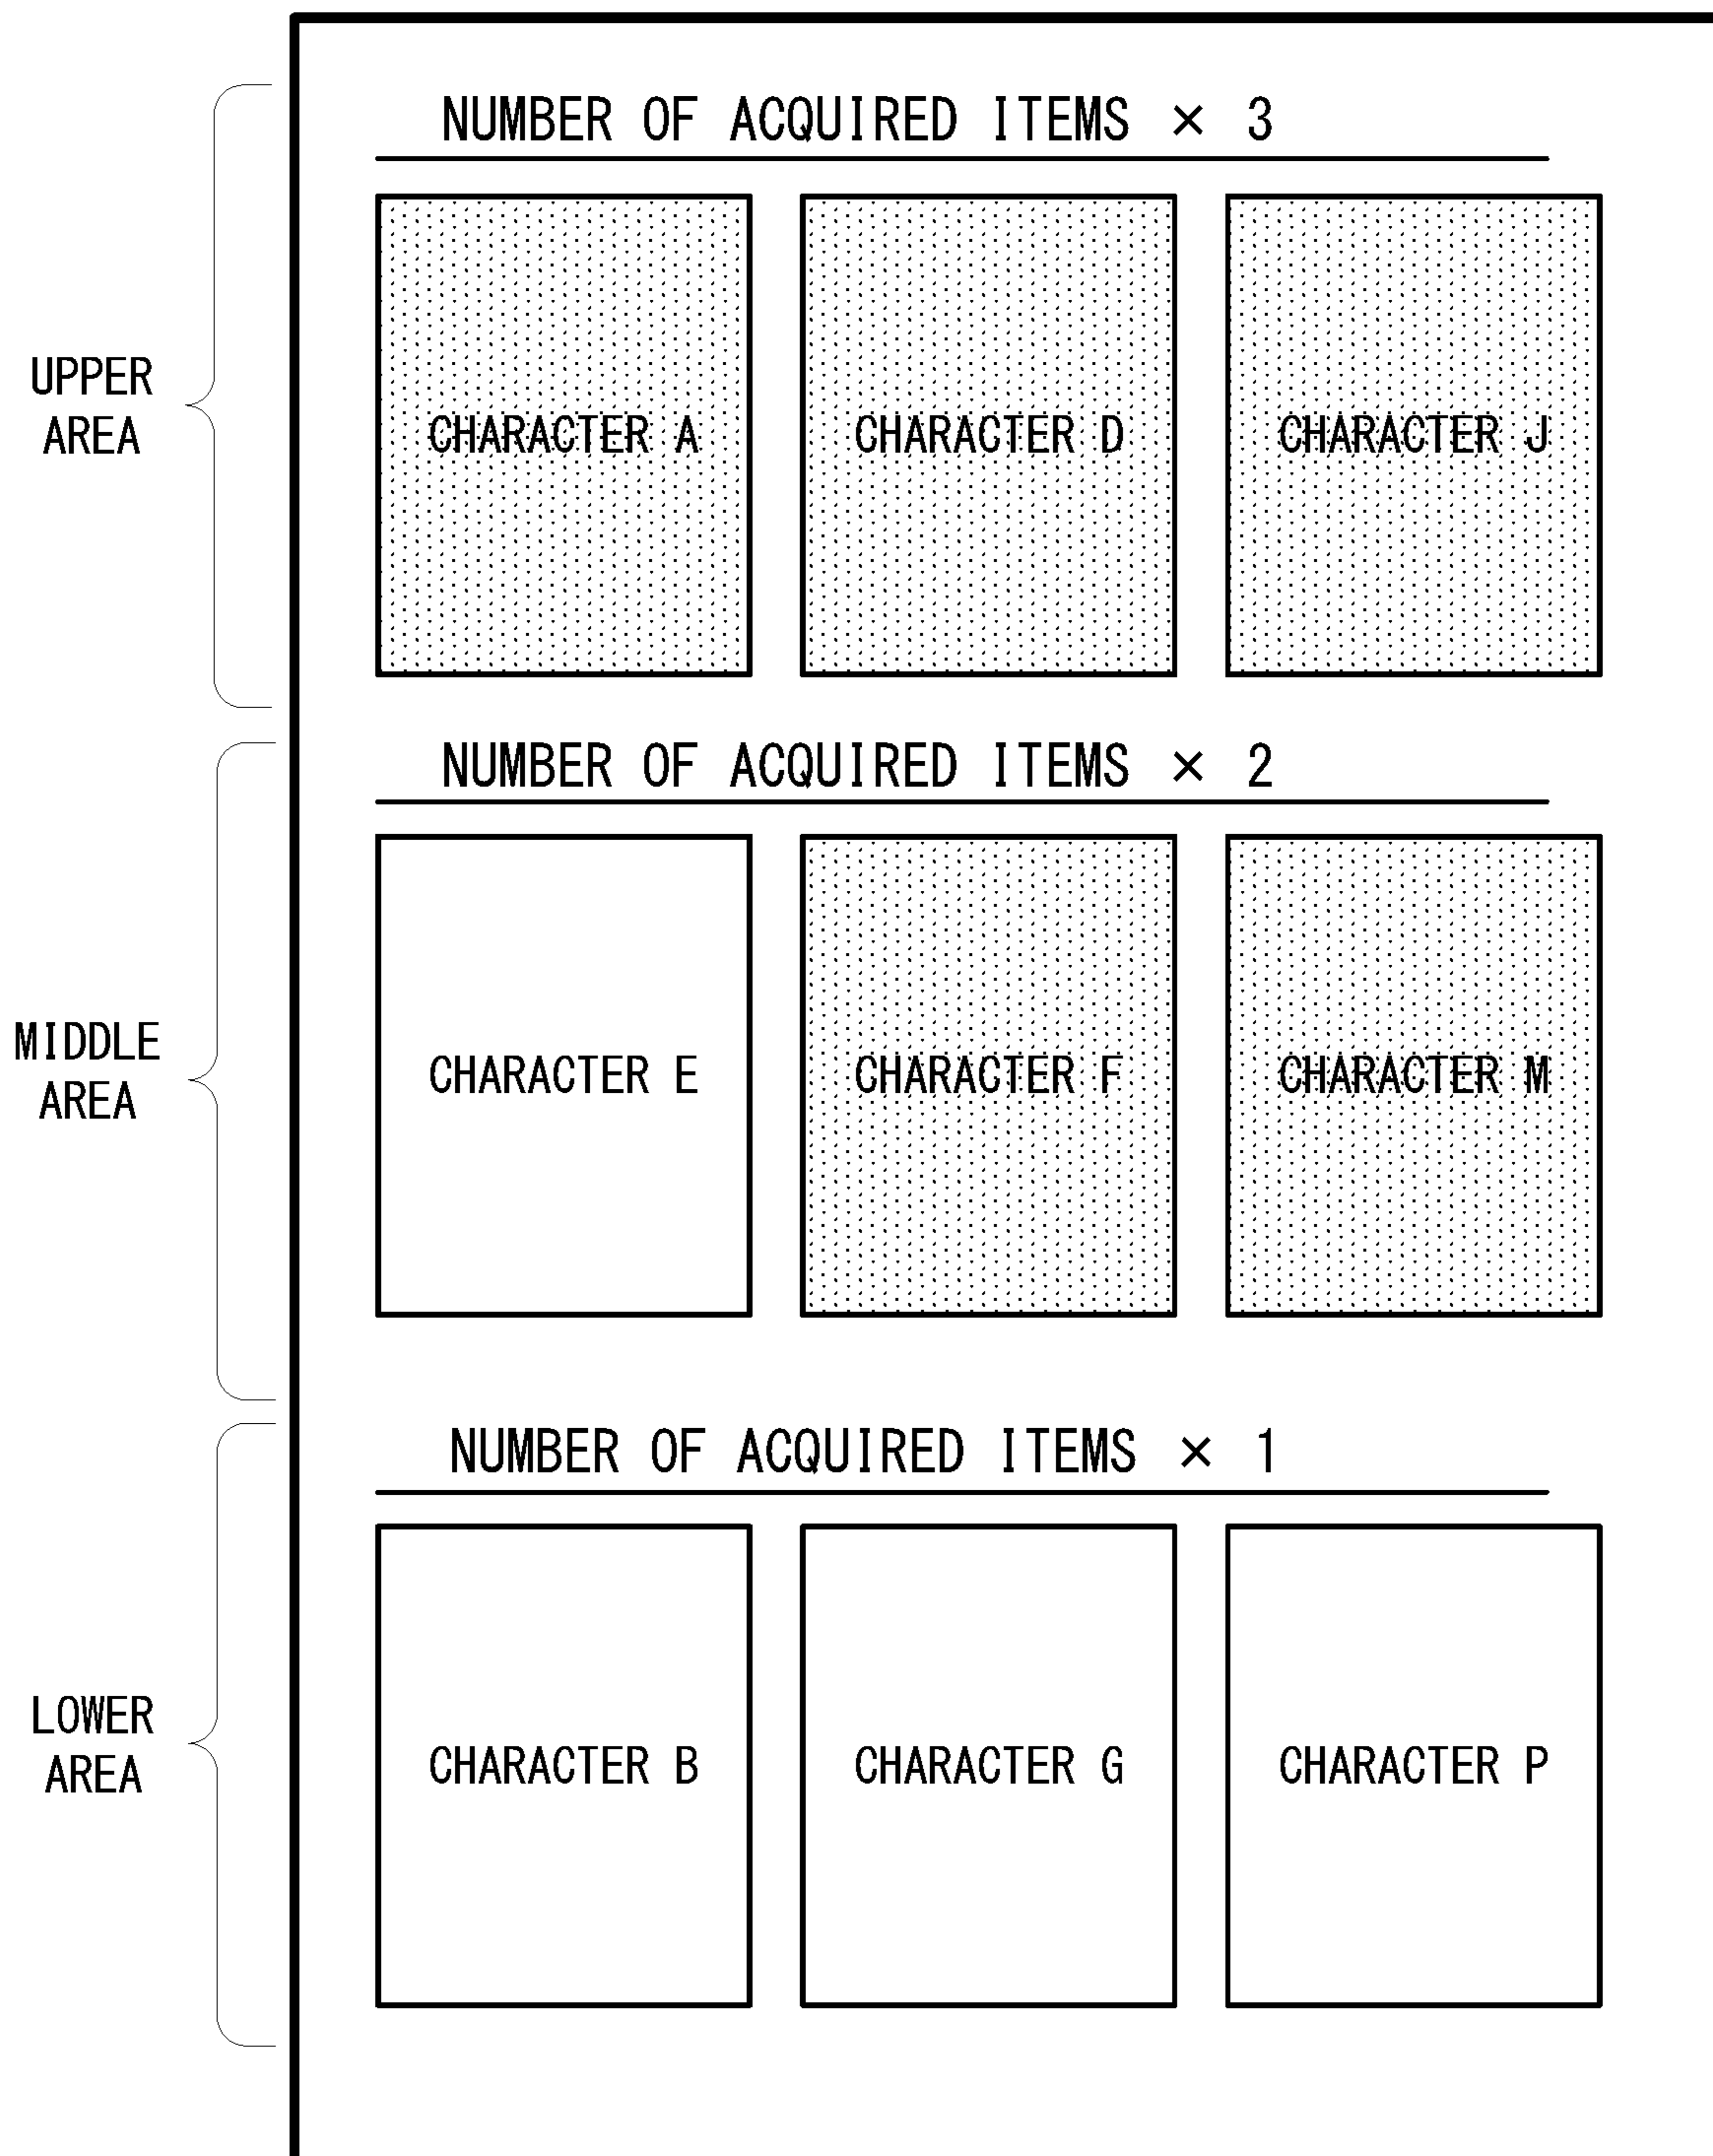 NUMBER OF ACQUIRED ITEMS × 3
UPPER
AREA
CHARACTER A
CHARACTER D
CHARACTER J
NUMBER OF ACQUIRED ITEMS × 2
MIDDLE
AREA
CHARACTER E
CHARACTER F
CHARACTER M
NUMBER OF ACQUIRED ITEMS × 1
LOWER
AREA
CHARACTER B
CHARACTER G
CHARACTER P